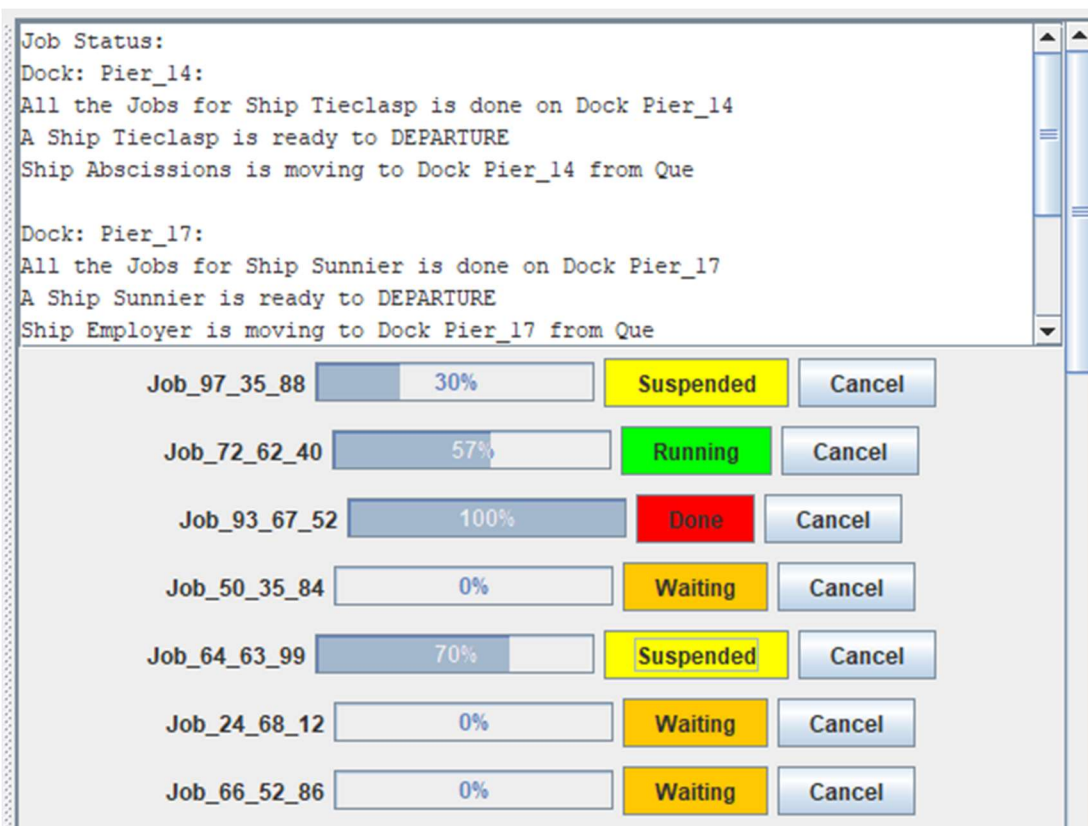 Job Status:
Dock: Pier_14:
All the Jobs for Ship Tieclasp is done on Dock Pier_14
A Ship Tieclasp is ready to DEPARTURE
Ship Abscissions is moving to Dock Pier_14 from Que
Dock: Pier_17:
All the Jobs for Ship Sunnier is done on Dock Pier_17
A Ship Sunnier is ready to DEPARTURE
Ship Employer is moving to Dock Pier_17 from Que
Job_97_35_88 30% Suspended Cancel
Job_72_62_40 57% Running Cancel
Job_93_67_52 100% Done Cancel
Job_50_35_84 0% Waiting Cancel
Job_64_63_99 70% Suspended Cancel
Job_24_68_12 0% Waiting Cancel
Job_66_52_86 0% Waiting Cancel